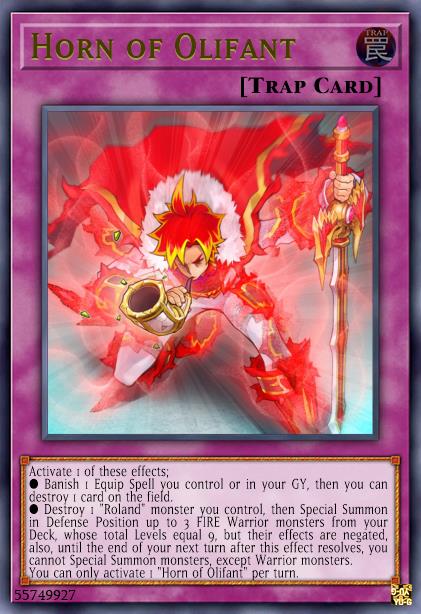 Horn of Olifant
TRAP
罠
[Trap Card]
Activate 1 of these effects;
● Banish 1 Equip Spell you control or in your GY, then you can
destroy 1 card on the field.
● Destroy 1 "Roland" monster you control, then Special Summon
in Defense Position up to 3 FIRE Warrior monsters from your
Deck, whose total Levels equal 9, but their effects are negated,
also, until the end of your next turn after this effect resolves, you
cannot Special Summon monsters, except Warrior monsters.
You can only activate 1 "Horn of Olifant" per turn.
55749927